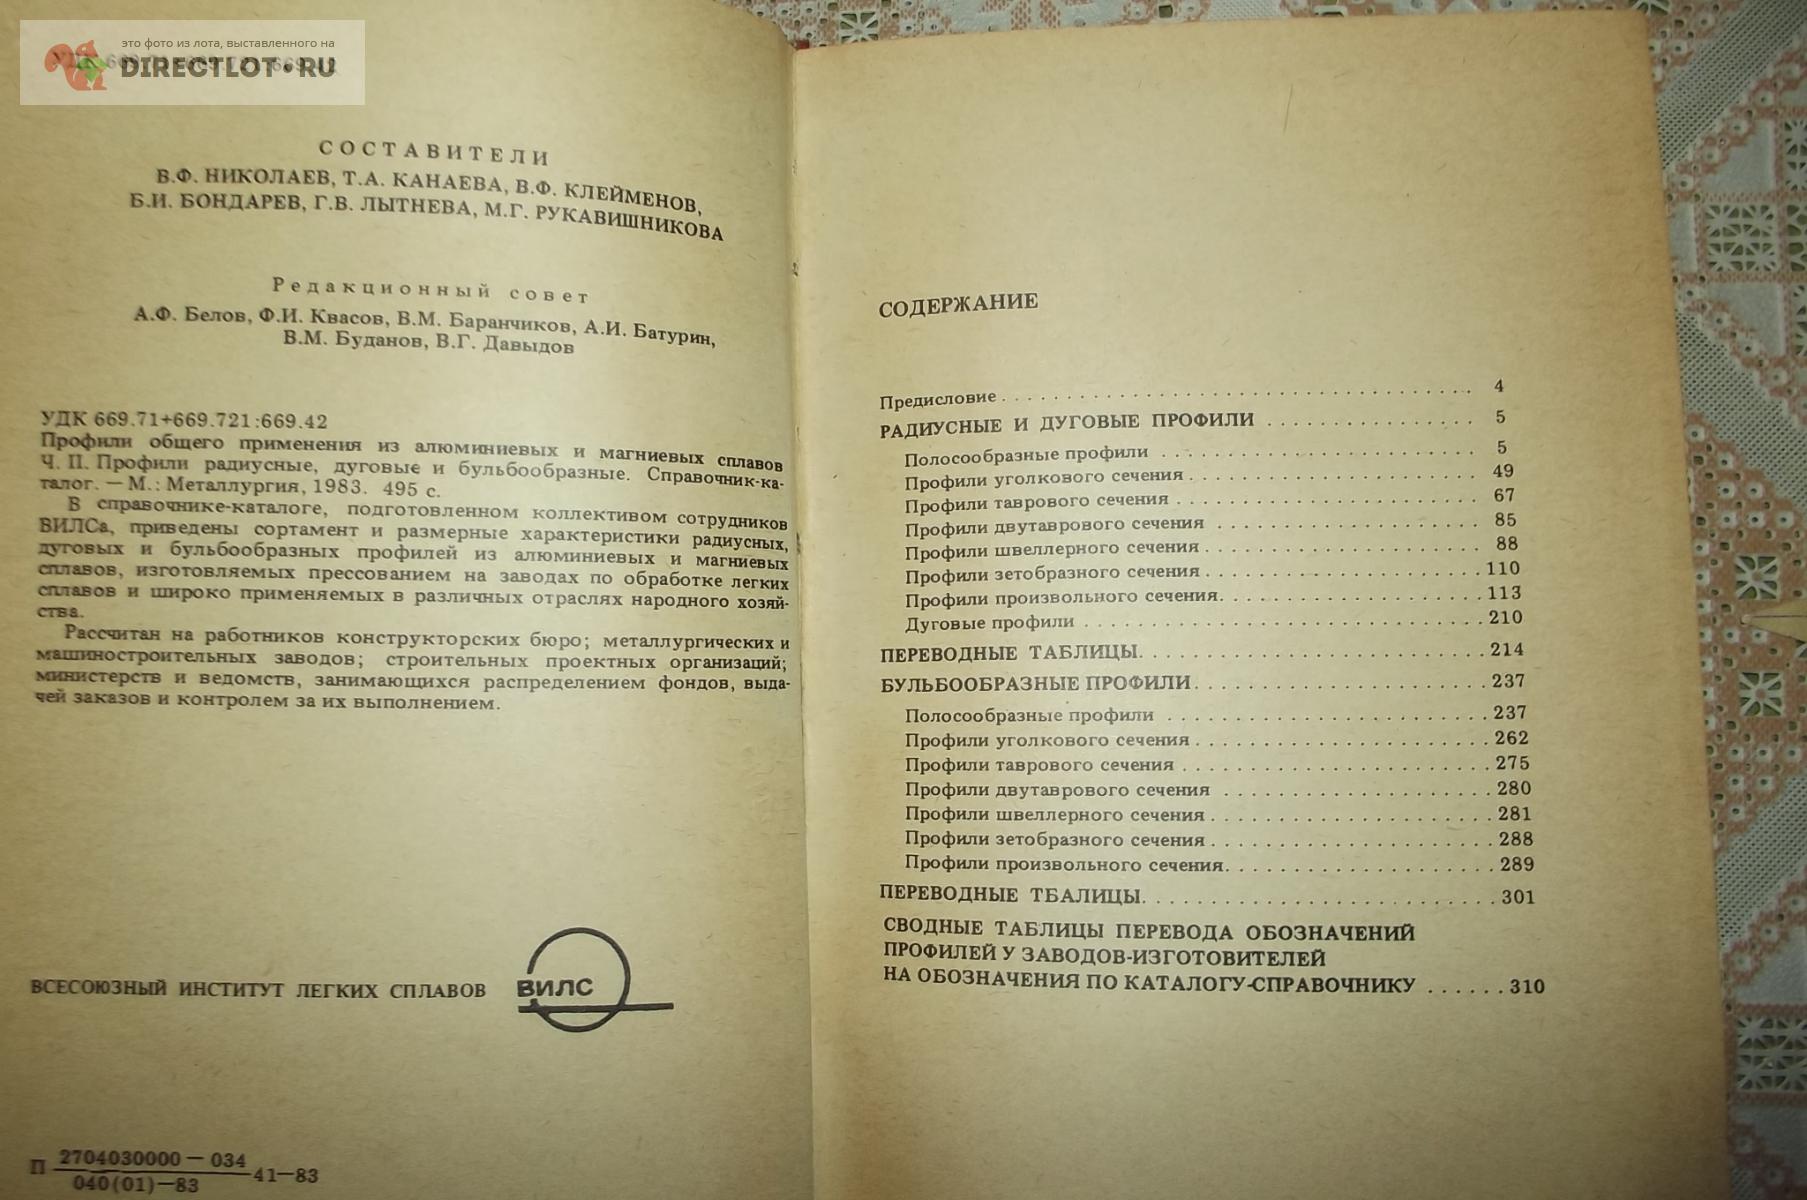 это фото из лота, выставленного на
DIRECTLOT.RU
УДК 669.71+669.721:669.42
СОСТАВИТЕЛИ
В.Ф. НИКОЛАЕВ, Т.А. КАНАЕВА, В.Ф. КЛЕЙМЕНОВ,
Б.И. БОНДАРЕВ, Г.В. ЛЫТНЕВА, М.Г. РУКАВИШНИКОВА
Редакционный совет
А.Ф. Белов, Ф.И. Квасов, В.М. Баранчиков, А.И. Батурин,
В.М. Буданов, В.Г. Давыдов
УДК 669.71+669.721:669.42
Профили общего применения из алюминиевых и магниевых сплавов
Ч. П. Профили радиусные, дуговые и бульбообразные. Справочник-ка-
талог. — М.: Металлургия, 1983. 495 с.
В справочнике-каталоге, подготовленном коллективом сотрудников
ВИЛСа, приведены сортамент и размерные характеристики радиусных,
дуговых и бульбообразных профилей из алюминиевых и магниевых
сплавов, изготовляемых прессованием на заводах по обработке легких
сплавов и широко применяемых в различных отраслях народного хозяй-
ства.
Рассчитан на работников конструкторских бюро; металлургических и
машиностроительных заводов; строительных проектных организаций;
министерств и ведомств, занимающихся распределением фондов, выда-
чей заказов и контролем за их выполнением.
ВСЕСОЮЗНЫЙ ИНСТИТУТ ЛЕГКИХ СПЛАВОВ
ВИЛС
П 2704030000 — 034
040(01)—83 41—83
СОДЕРЖАНИЕ
Предисловие . . . . . . . . . . 4
РАДИУСНЫЕ И ДУГОВЫЕ ПРОФИЛИ . . . . . . . . . . 5
Полосообразные профили . . . . . . . . . . 5
Профили уголкового сечения . . . . . . . . . . 49
Профили таврового сечения . . . . . . . . . . 67
Профили двутаврового сечения . . . . . . . . . . 85
Профили швеллерного сечения . . . . . . . . . . 88
Профили зетобразного сечения . . . . . . . . . . 110
Профили произвольного сечения . . . . . . . . . . 113
Дуговые профили . . . . . . . . . . 210
ПЕРЕВОДНЫЕ ТАБЛИЦЫ . . . . . . . . . . 214
БУЛЬБООБРАЗНЫЕ ПРОФИЛИ . . . . . . . . . . 237
Полосообразные профили . . . . . . . . . . 237
Профили уголкового сечения . . . . . . . . . . 262
Профили таврового сечения . . . . . . . . . . 275
Профили двутаврового сечения . . . . . . . . . . 280
Профили швеллерного сечения . . . . . . . . . . 281
Профили зетобразного сечения . . . . . . . . . . 288
Профили произвольного сечения . . . . . . . . . . 289
ПЕРЕВОДНЫЕ ТБАЛИЦЫ . . . . . . . . . . 301
СВОДНЫЕ ТАБЛИЦЫ ПЕРЕВОДА ОБОЗНАЧЕНИЙ
ПРОФИЛЕЙ У ЗАВОДОВ-ИЗГОТОВИТЕЛЕЙ
НА ОБОЗНАЧЕНИЯ ПО КАТАЛОГУ-СПРАВОЧНИКУ . . . . . . 310